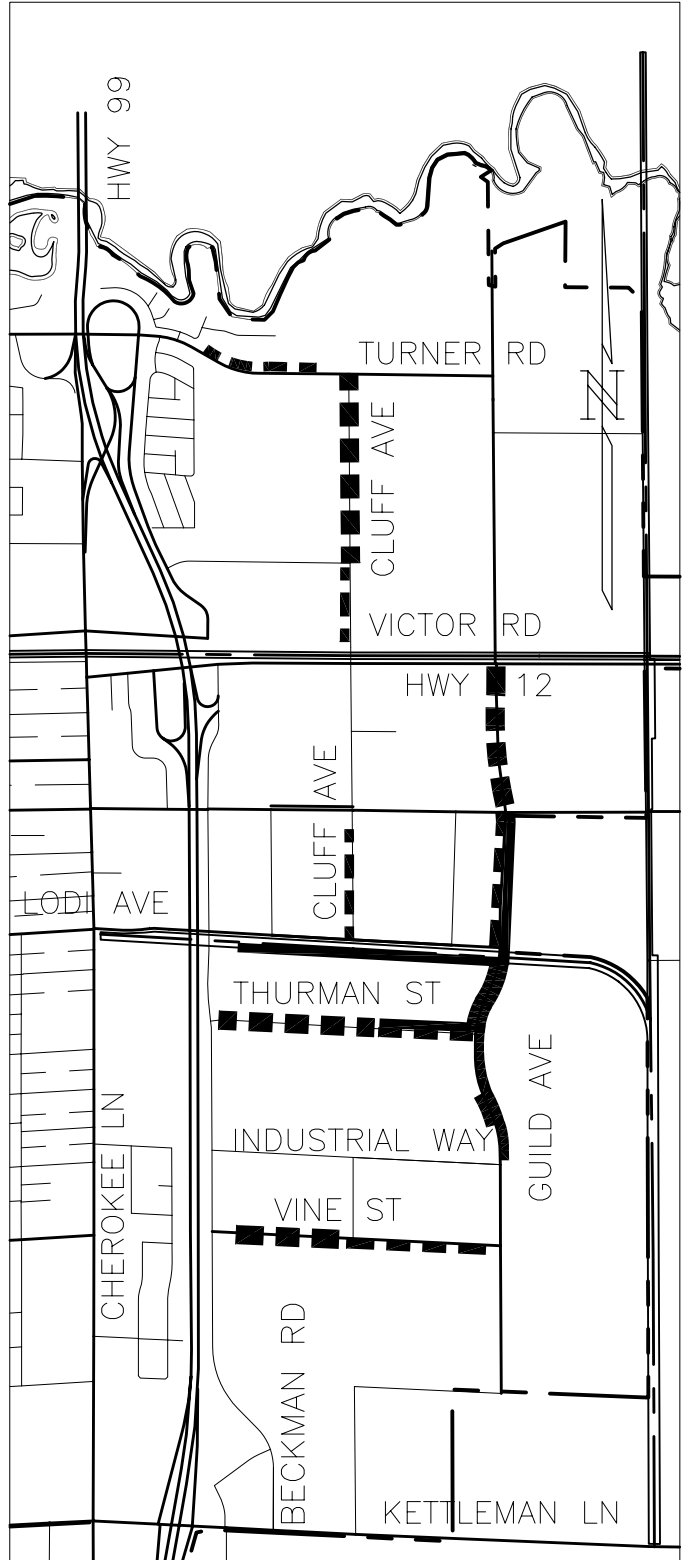 HWY 99
TURNER RD
CLUFF AVE
VICTOR RD
HWY 12
CLUFF AVE
LODI AVE
THURMAN ST
GUILD AVE
INDUSTRIAL WAY
CHEROKEE LN
VINE ST
BECKMAN RD
KETTLEMAN LN
N